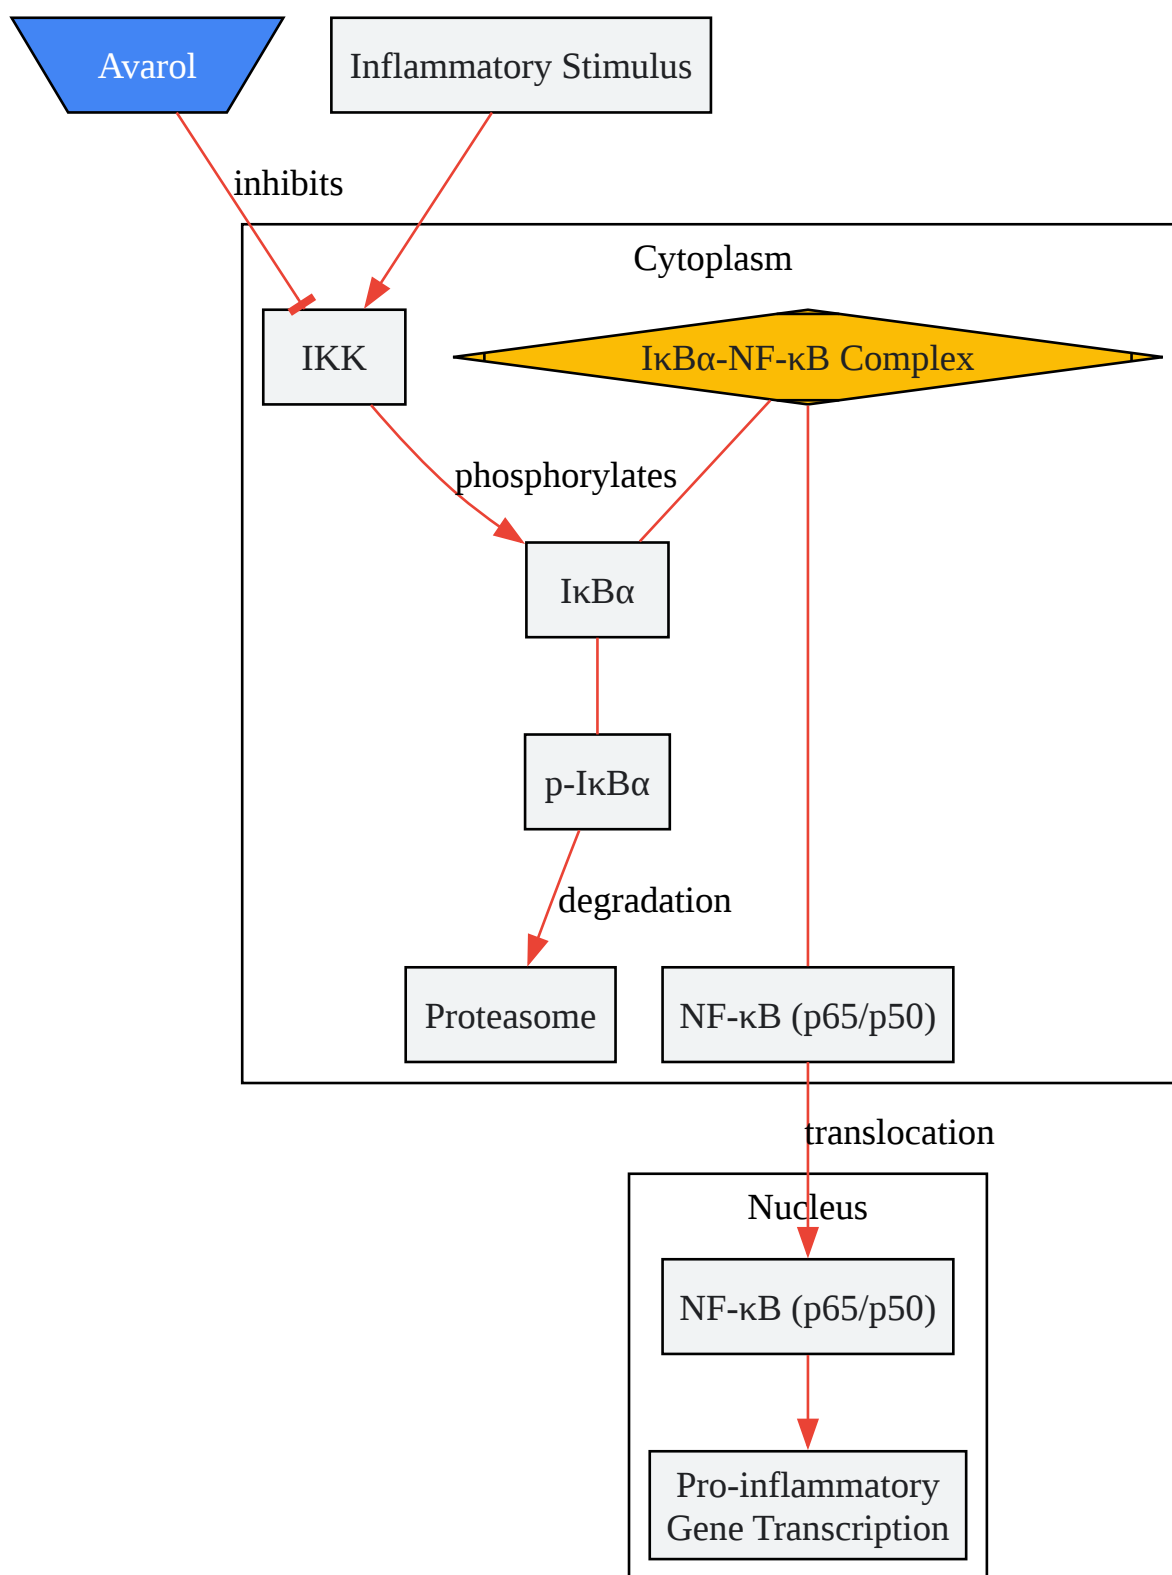 Avarol
Inflammatory Stimulus
inhibits
Cytoplasm
IKK
IκBα-NF-κB Complex
phosphorylates
IκBα
p-IκBα
degradation
Proteasome
NF-κB (p65/p50)
translocation
Nucleus
NF-κB (p65/p50)
Pro-inflammatory
Gene Transcription